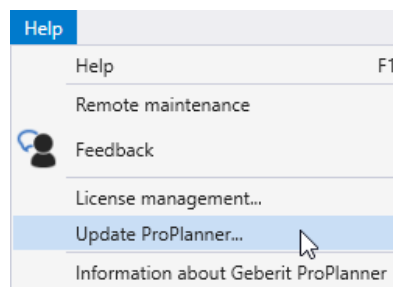 Help
Help F1
Remote maintenance
Feedback
License management...
Update ProPlanner...
Information about Geberit ProPlanner